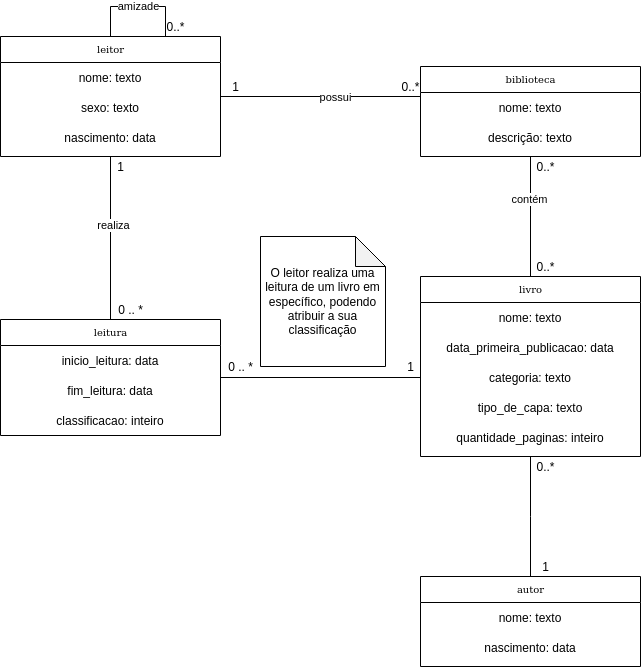 amizade
0..*
leitor
nome: texto
sexo: texto
nascimento: data
1
possui
0..*
biblioteca
nome: texto
descrição: texto
1
realiza
0 .. *
0..*
contém
0..*
O leitor realiza uma
leitura de um livro em
específico, podendo
atribuir a sua
classificação
leitura
inicio_leitura: data
fim_leitura: data
classificacao: inteiro
0 .. *
1
livro
nome: texto
data_primeira_publicacao: data
categoria: texto
tipo_de_capa: texto
quantidade_paginas: inteiro
0..*
1
autor
nome: texto
nascimento: data